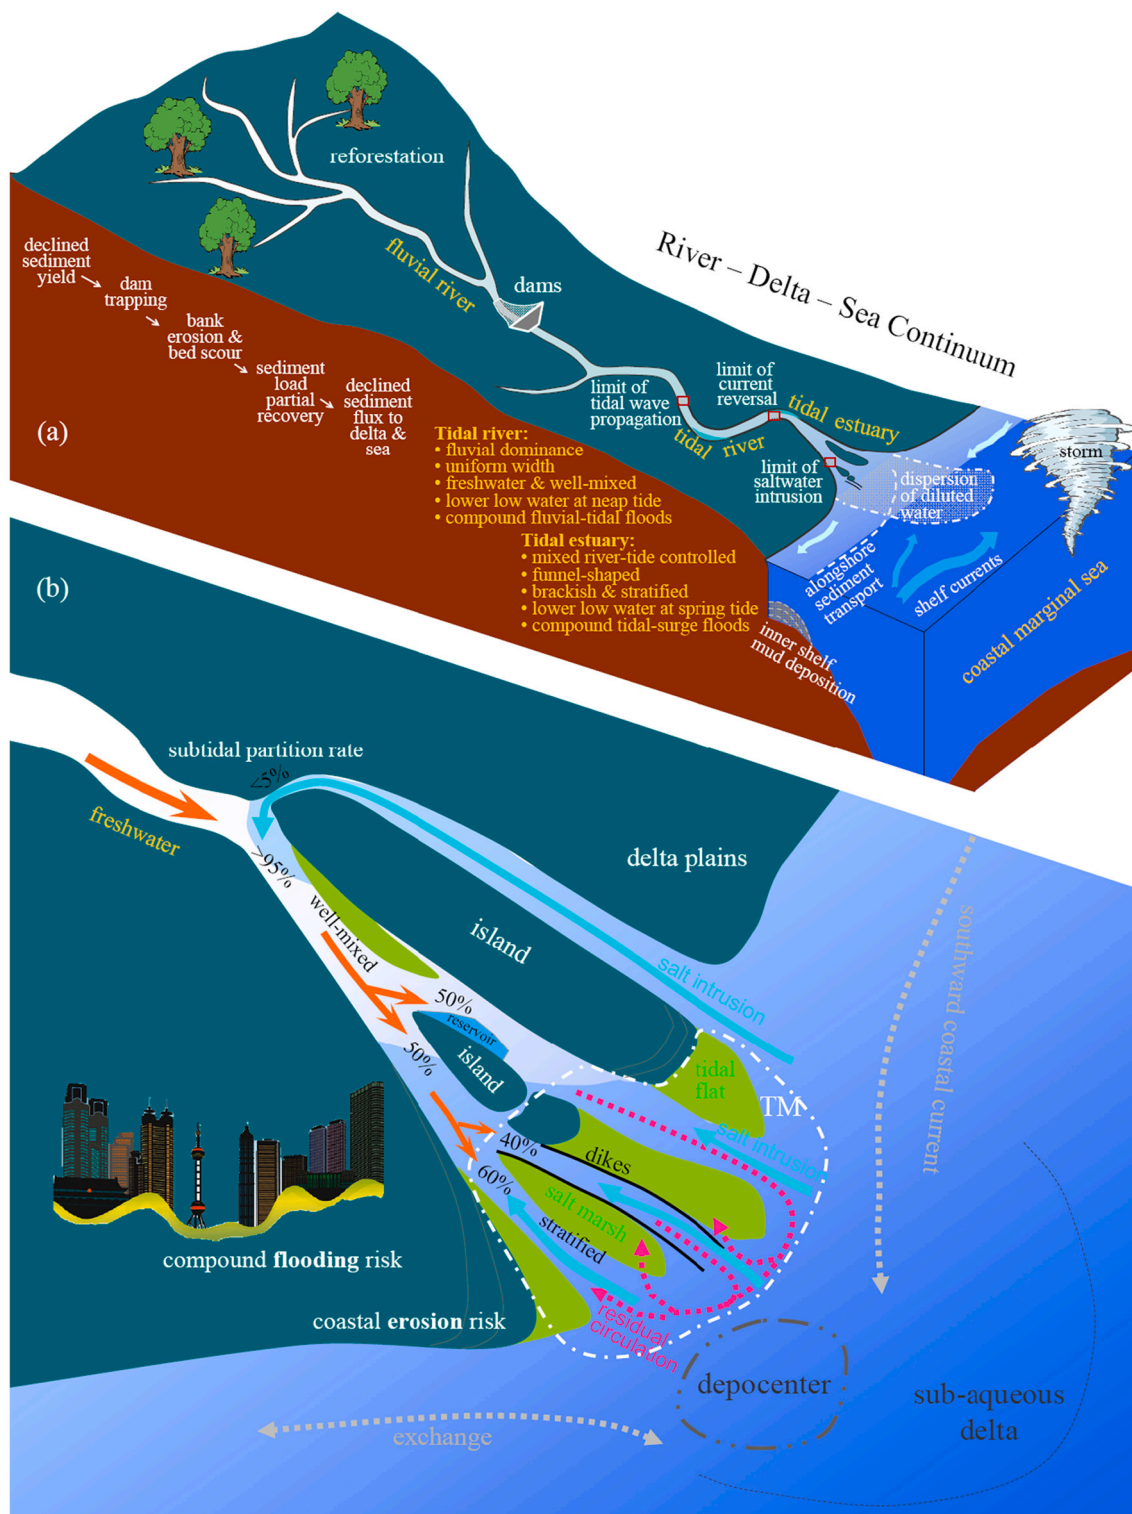 reforestation
River – Delta – Sea Continuum
fluvial river
dams
declined
sediment
yield
dam
trapping
bank
erosion &
bed scour
sediment
load
partial
recovery
declined
sediment
flux to
delta &
sea
(a)
limit of
tidal wave
propagation
limit of
current
reversal
tidal river
tidal estuary
limit of
saltwater
intrusion
storm
dispersion
of diluted
water
Tidal river:
• fluvial dominance
• uniform width
• freshwater & well-mixed
• lower low water at neap tide
• compound fluvial-tidal floods
Tidal estuary:
• mixed river-tide controlled
• funnel-shaped
• brackish & stratified
• lower low water at spring tide
• compound tidal-surge floods
alongshore
sediment
transport
shelf currents
coastal marginal sea
inner shelf
mud deposition
(b)
subtidal partition rate
<5%
freshwater
>95%
delta plains
well-mixed
island
salt intrusion
southward coastal current
50%
reservoir
50%
island
tidal
flat
TM
salt intrusion
40%
dikes
60%
salt marsh
stratified
compound flooding risk
coastal erosion risk
residual
circulation
depocenter
sub-aqueous
delta
exchange